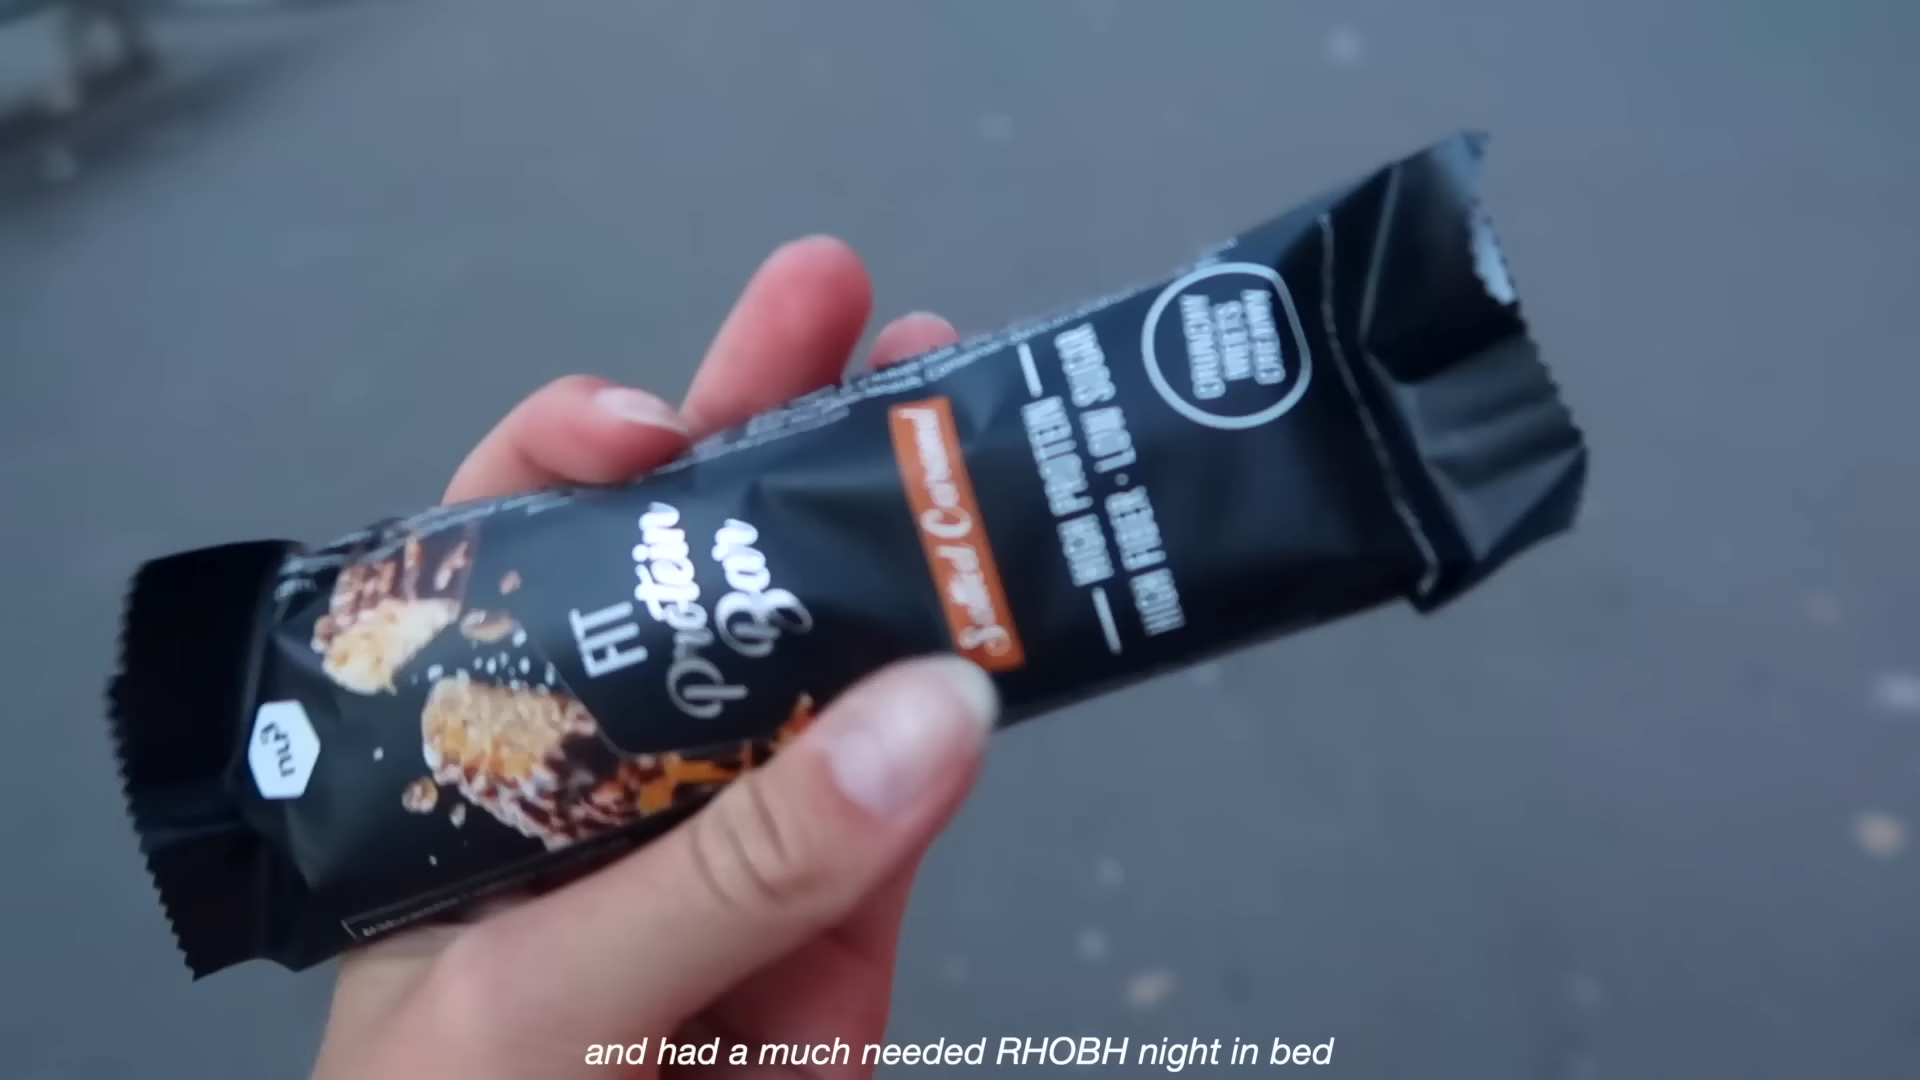 nu3
FIT
Protein
Bar
Salted Caramel
HIGH PROTEIN
HIGH FIBER · LOW SUGAR
CRUNCHY
MEETS
CREAMY
and had a much needed RHOBH night in bed